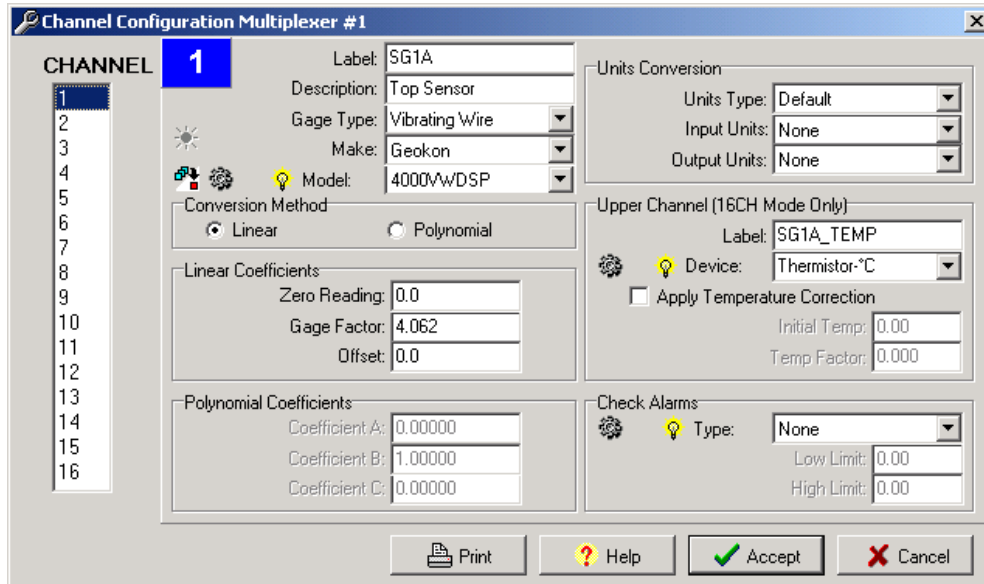 Channel Configuration Multiplexer #1
CHANNEL
1
2
3
4
5
6
7
8
9
10
11
12
13
14
15
16
1
Label: SG1A
Description: Top Sensor
Gage Type: Vibrating Wire
Make: Geokon
Model: 4000VWDSP
Conversion Method
Linear Polynomial
Linear Coefficients
Zero Reading: 0.0
Gage Factor: 4.062
Offset: 0.0
Polynomial Coefficients
Coefficient A: 0.00000
Coefficient B: 1.00000
Coefficient C: 0.00000
Units Conversion
Units Type: Default
Input Units: None
Output Units: None
Upper Channel (16CH Mode Only)
Label: SG1A_TEMP
Device: Thermistor-°C
Apply Temperature Correction
Initial Temp: 0.00
Temp Factor: 0.000
Check Alarms
Type: None
Low Limit: 0.00
High Limit: 0.00
Print
? Help
Accept
Cancel